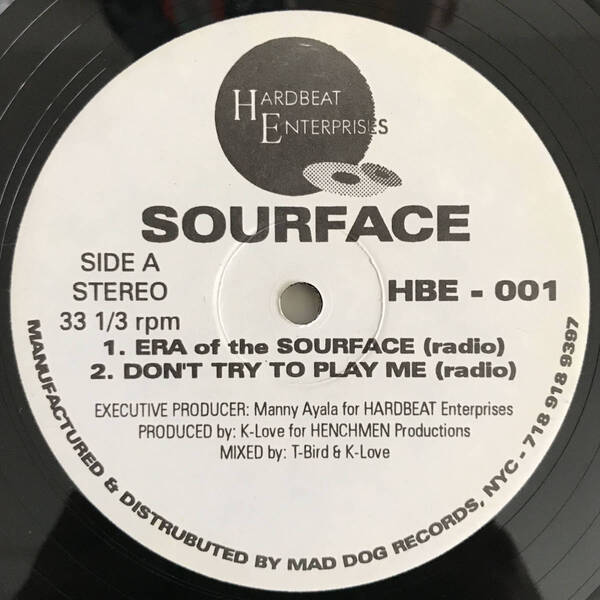 HARDBEAT
ENTERPRISES
SOURFACE
SIDE A
STEREO
33 1/3 rpm
HBE - 001
1. ERA of the SOURFACE (radio)
2. DON'T TRY TO PLAY ME (radio)
EXECUTIVE PRODUCER: Manny Ayala for HARDBEAT Enterprises
PRODUCED by: K-Love for HENCHMEN Productions
MIXED by: T-Bird & K-Love
MANUFACTURED & DISTRUBUTED BY MAD DOG RECORDS, NYC - 718 918 9397